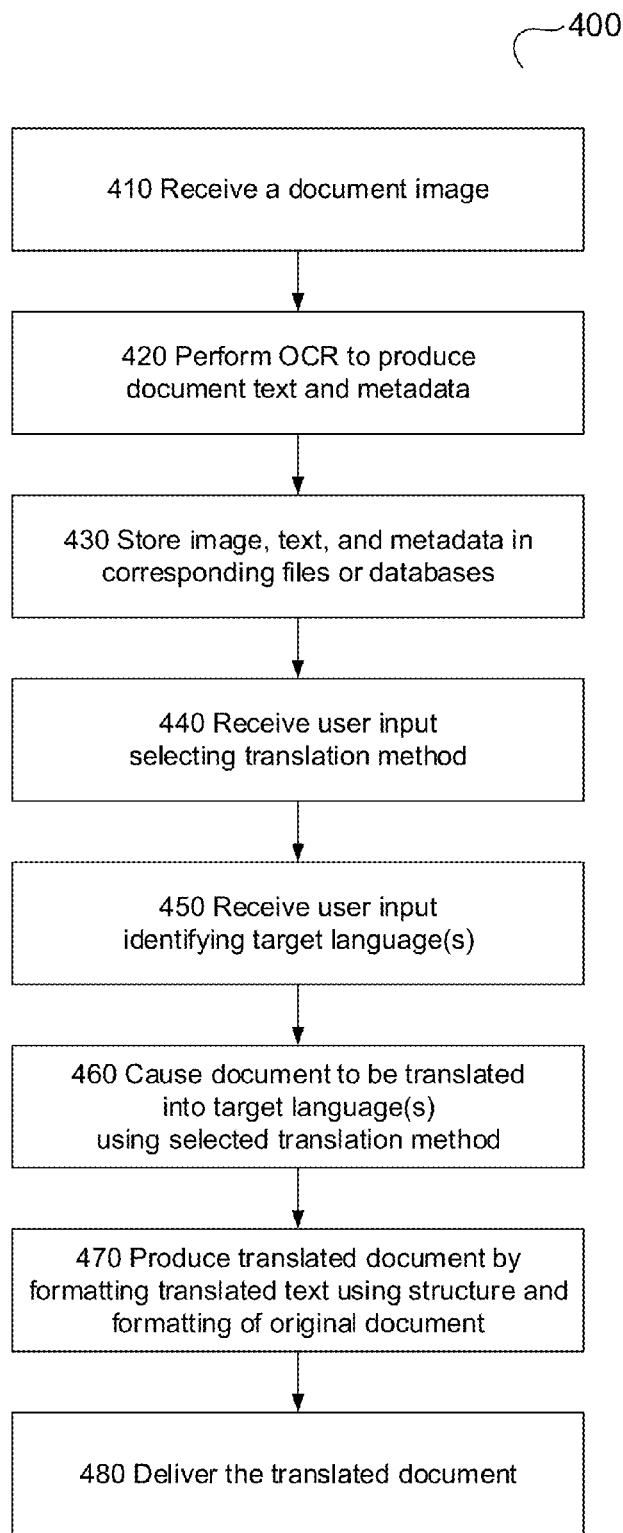 400
410 Receive a document image
420 Perform OCR to produce
document text and metadata
430 Store image, text, and metadata in
corresponding files or databases
440 Receive user input
selecting translation method
450 Receive user input
identifying target language(s)
460 Cause document to be translated
into target language(s)
using selected translation method
470 Produce translated document by
formatting translated text using structure and
formatting of original document
480 Deliver the translated document